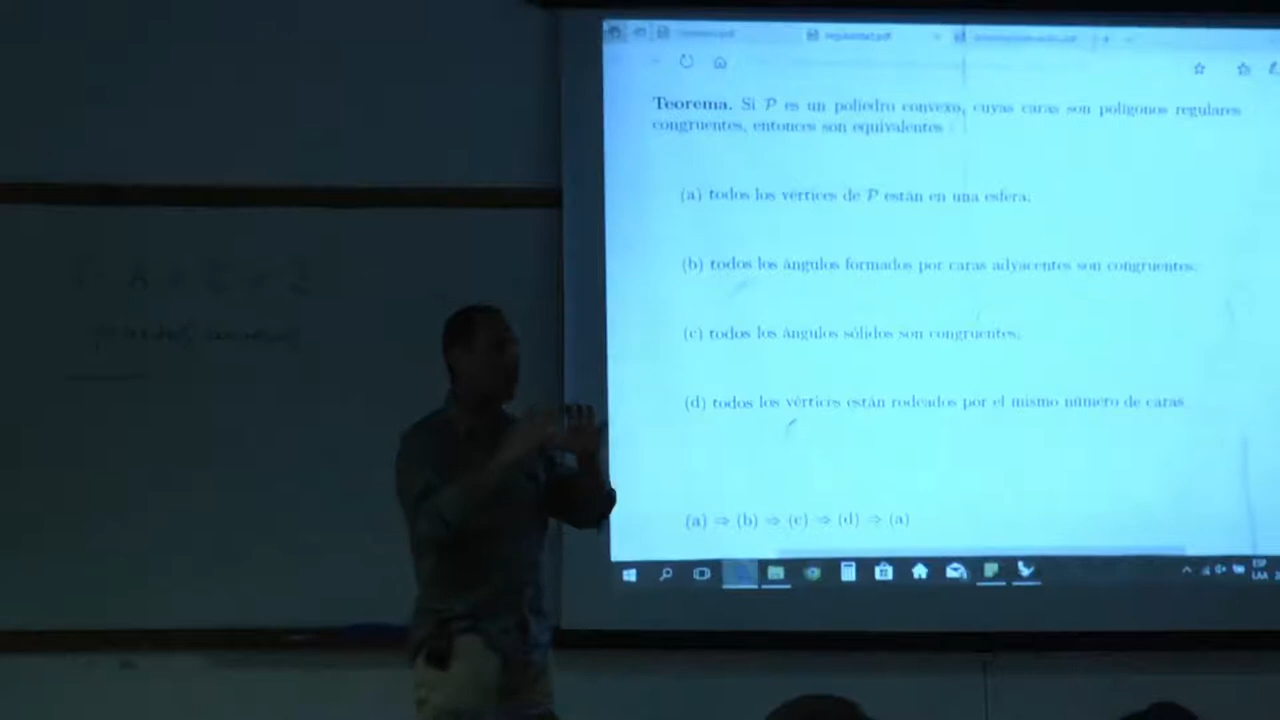 Teorema. Si P es un poliedro convexo, cuyas caras son polígonos regulares
congruentes, entonces son equivalentes :
(a) todos los vértices de P están en una esfera;
(b) todos los ángulos formados por caras adyacentes son congruentes;
(c) todos los ángulos sólidos son congruentes;
(d) todos los vértices están rodeados por el mismo número de caras
(a) ⇒ (b) ⇒ (c) ⇒ (d) ⇒ (a)
ESP
LAA